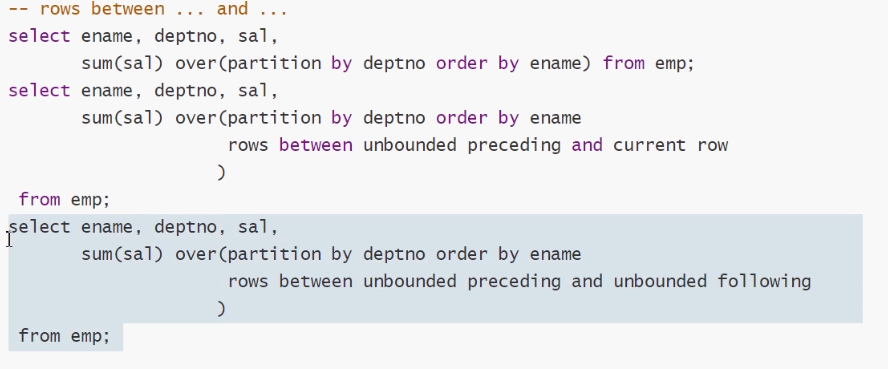 -- rows between ... and ...
select ename, deptno, sal,
       sum(sal) over(partition by deptno order by ename) from emp;
select ename, deptno, sal,
       sum(sal) over(partition by deptno order by ename
                     rows between unbounded preceding and current row
                    )
 from emp;
select ename, deptno, sal,
       sum(sal) over(partition by deptno order by ename
                     rows between unbounded preceding and unbounded following
                    )
 from emp;